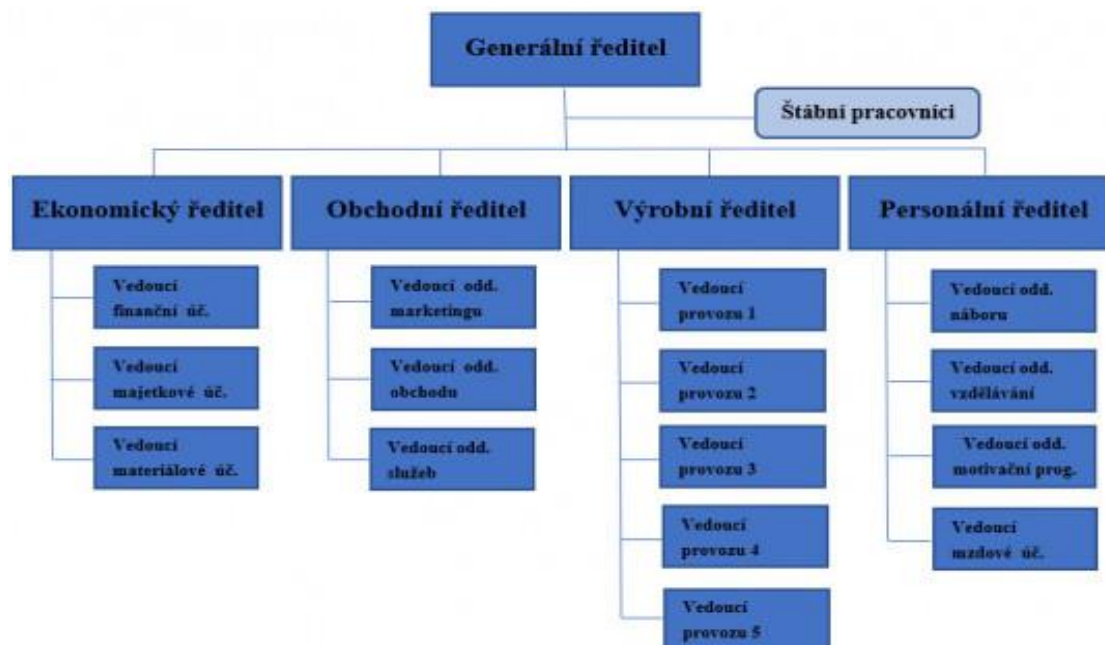 Generální ředitel
Štábní pracovníci
Ekonomický ředitel
Obchodní ředitel
Výrobní ředitel
Personální ředitel
Vedoucí
finanční úč.
Vedoucí
majetkové úč.
Vedoucí
materiálové úč.
Vedoucí odd.
marketingu
Vedoucí odd.
obchodu
Vedoucí odd.
služeb
Vedoucí
provozu 1
Vedoucí
provozu 2
Vedoucí
provozu 3
Vedoucí
provozu 4
Vedoucí
provozu 5
Vedoucí odd.
náboru
Vedoucí odd.
vzdělávání
Vedoucí odd.
motivační prog.
Vedoucí
mzdové úč.